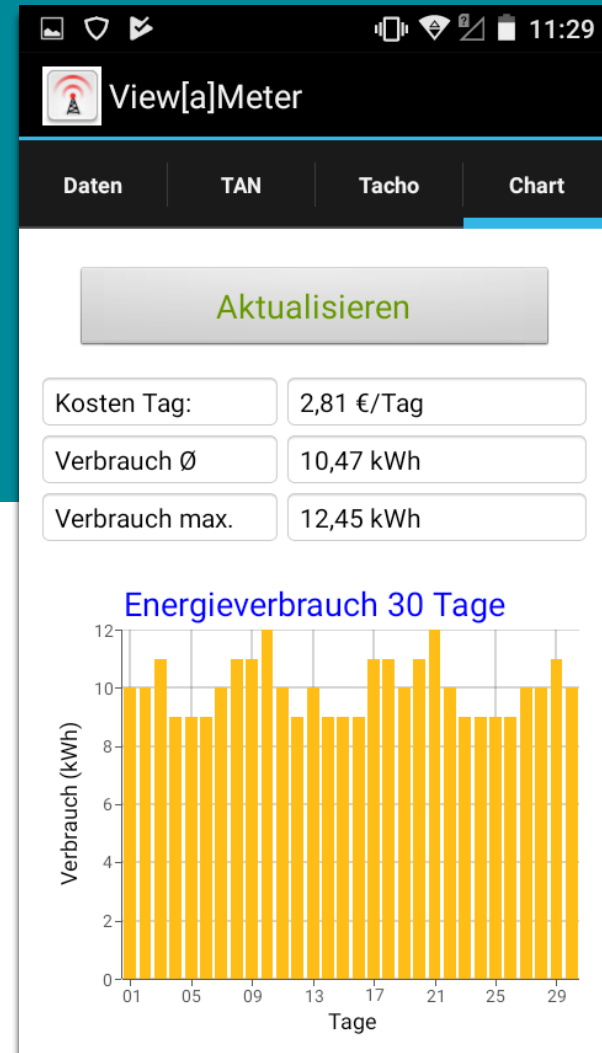 11:29
View[a]Meter
Daten TAN Tacho Chart
Aktualisieren
Kosten Tag: 2,81 €/Tag
Verbrauch Ø 10,47 kWh
Verbrauch max. 12,45 kWh
Energieverbrauch 30 Tage
Verbrauch (kWh)
12
10
8
6
4
2
0
01 05 09 13 17 21 25 29
Tage